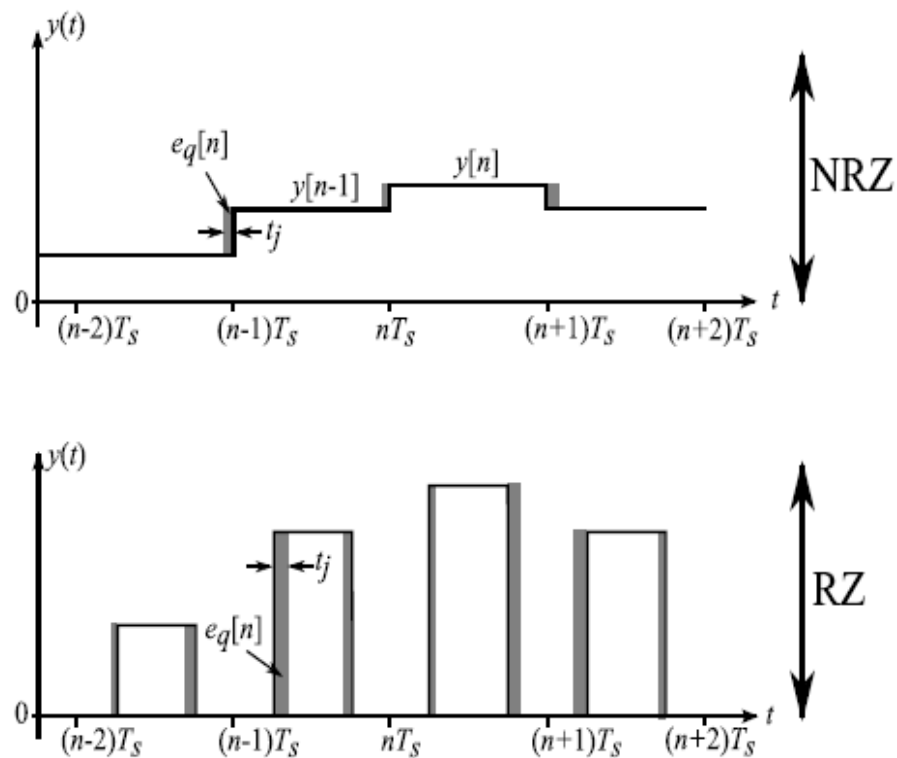 y(t)
e_q[n]
y[n-1]
y[n]
t_j
NRZ
0
t
(n-2)T_S
(n-1)T_S
nT_S
(n+1)T_S
(n+2)T_S
y(t)
t_j
e_q[n]
RZ
0
t
(n-2)T_S
(n-1)T_S
nT_S
(n+1)T_S
(n+2)T_S